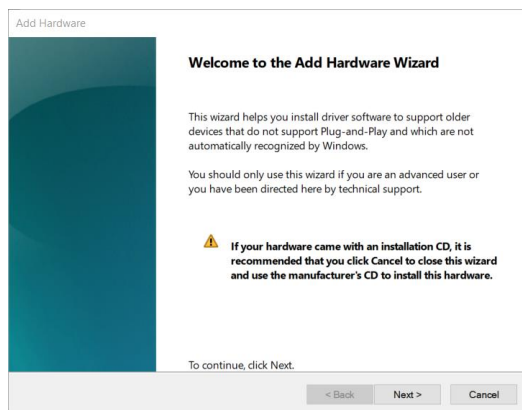 Add Hardware
Welcome to the Add Hardware Wizard
This wizard helps you install driver software to support older
devices that do not support Plug-and-Play and which are not
automatically recognized by Windows.
You should only use this wizard if you are an advanced user or
you have been directed here by technical support.
If your hardware came with an installation CD, it is
recommended that you click Cancel to close this wizard
and use the manufacturer's CD to install this hardware.
To continue, click Next.
< Back Next > Cancel